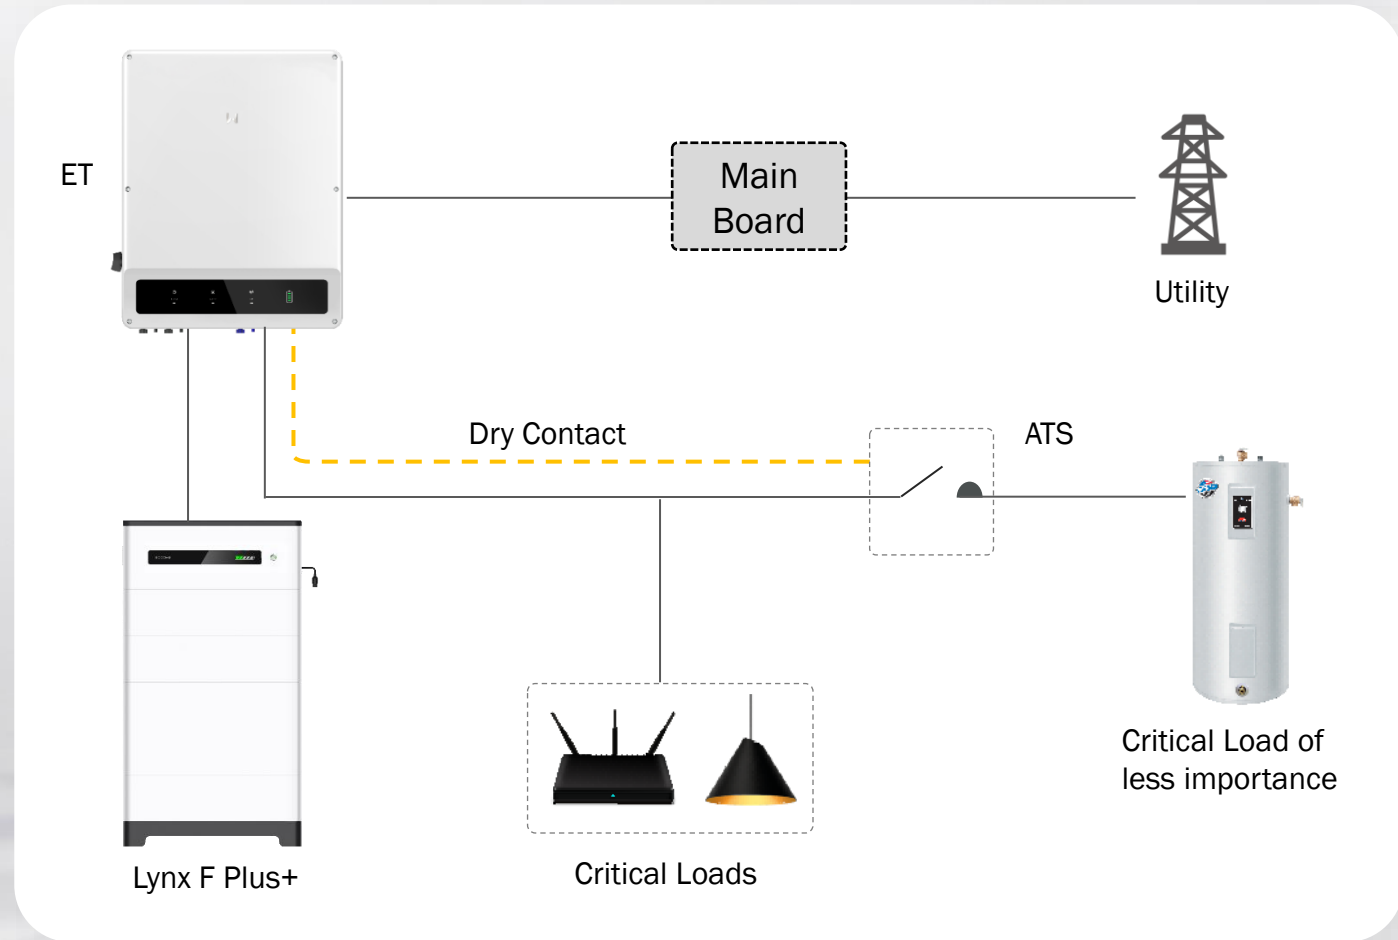 ET
Main
Board
Utility
Dry Contact
ATS
Critical Load of
less importance
Lynx F Plus+
Critical Loads